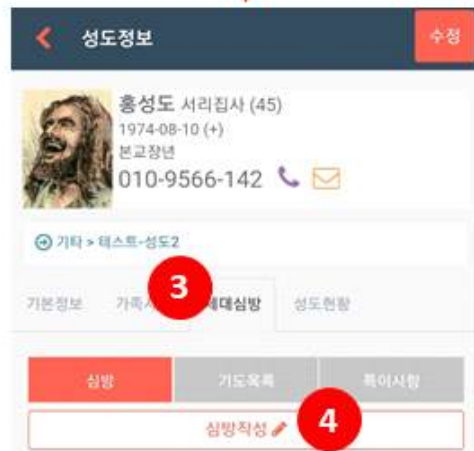 성도정보 수정
홍성도 서리집사 (45)
1974-08-10 (+)
본교장년
010-9566-142
기타 > 테스트-성도2
기본정보 세대심방 성도현황
3
심방 기도목록 특이사항
심방작성
4